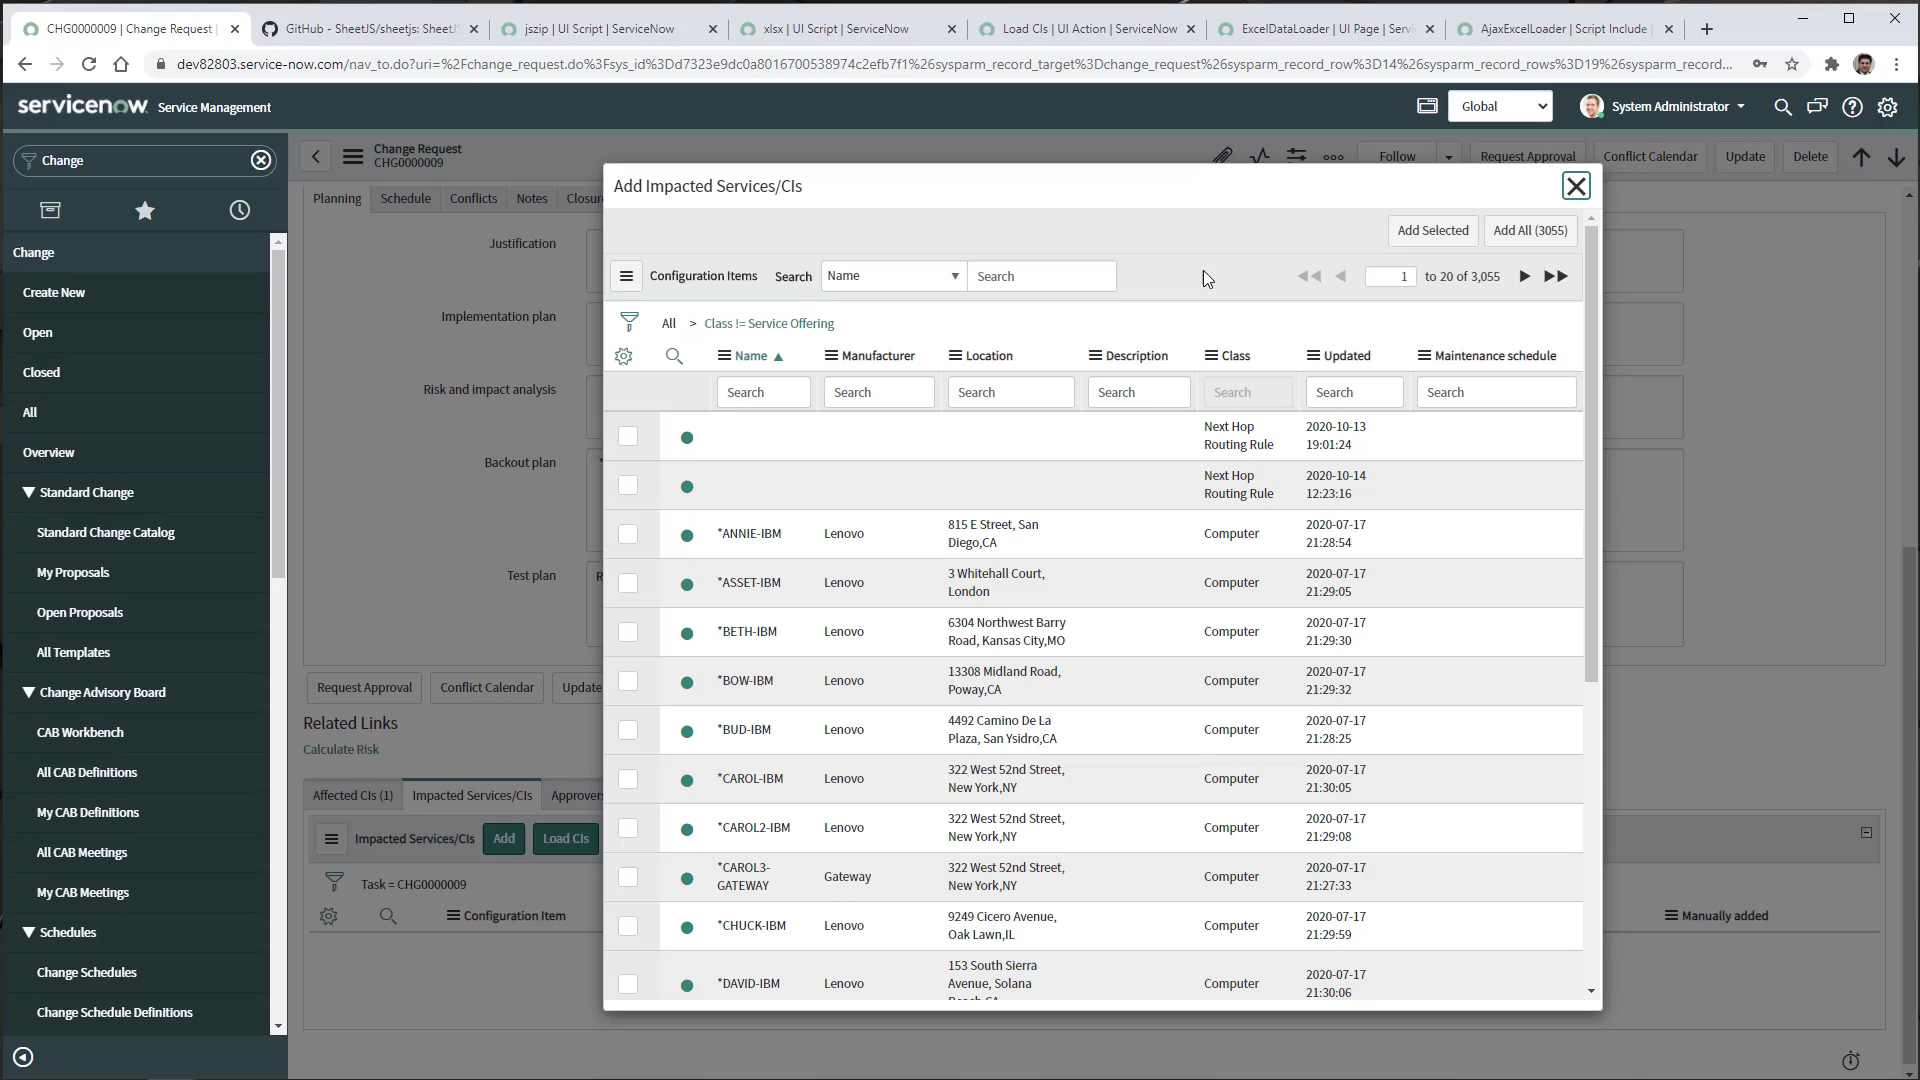 CHG0000009 | Change Request |
GitHub - SheetJS/sheetjs: SheetJS
jszip | UI Script | ServiceNow
xlsx | UI Script | ServiceNow
Load CIs | UI Action | ServiceNow
ExcelDataLoader | UI Page | Servi
AjaxExcelLoader | Script Include |
dev82803.service-now.com/nav_to.do?uri=%2Fchange_request.do%3Fsys_id%3Dd7323e9dc0a8016700538974c2efb7f1%26sysparm_record_target%3Dchange_request%26sysparm_record_row%3D14%26sysparm_record_rows%3D19%26sysparm_record...
servicenow Service Management
Global
System Administrator
Change
Change
Create New
Open
Closed
All
Overview
Standard Change
Standard Change Catalog
My Proposals
Open Proposals
All Templates
Change Advisory Board
CAB Workbench
All CAB Definitions
My CAB Definitions
All CAB Meetings
My CAB Meetings
Schedules
Change Schedules
Change Schedule Definitions
Change Request
CHG0000009
Follow
Request Approval
Conflict Calendar
Update
Delete
Planning
Schedule
Conflicts
Notes
Closu
Justification
Implementation plan
Risk and impact analysis
Backout plan
Test plan
R
Request Approval
Conflict Calendar
Update
Related Links
Calculate Risk
Affected CIs (1)
Impacted Services/CIs
Approvers
Impacted Services/CIs
Add
Load CIs
Task = CHG0000009
Configuration Item
Manually added
Add Impacted Services/CIs
Add Selected
Add All (3055)
Configuration Items
Search
Name
Search
1 to 20 of 3,055
All > Class != Service Offering
Name Manufacturer Location Description Class Updated Maintenance schedule
Search Search Search Search Search Search Search
Next Hop Routing Rule 2020-10-13 19:01:24
Next Hop Routing Rule 2020-10-14 12:23:16
*ANNIE-IBM Lenovo 815 E Street, San Diego,CA Computer 2020-07-17 21:28:54
*ASSET-IBM Lenovo 3 Whitehall Court, London Computer 2020-07-17 21:29:05
*BETH-IBM Lenovo 6304 Northwest Barry Road, Kansas City,MO Computer 2020-07-17 21:29:30
*BOW-IBM Lenovo 13308 Midland Road, Poway,CA Computer 2020-07-17 21:29:32
*BUD-IBM Lenovo 4492 Camino De La Plaza, San Ysidro,CA Computer 2020-07-17 21:28:25
*CAROL-IBM Lenovo 322 West 52nd Street, New York,NY Computer 2020-07-17 21:30:05
*CAROL2-IBM Lenovo 322 West 52nd Street, New York,NY Computer 2020-07-17 21:29:08
*CAROL3-GATEWAY Gateway 322 West 52nd Street, New York,NY Computer 2020-07-17 21:27:33
*CHUCK-IBM Lenovo 9249 Cicero Avenue, Oak Lawn,IL Computer 2020-07-17 21:29:59
*DAVID-IBM Lenovo 153 South Sierra Avenue, Solana Beach,CA Computer 2020-07-17 21:30:06